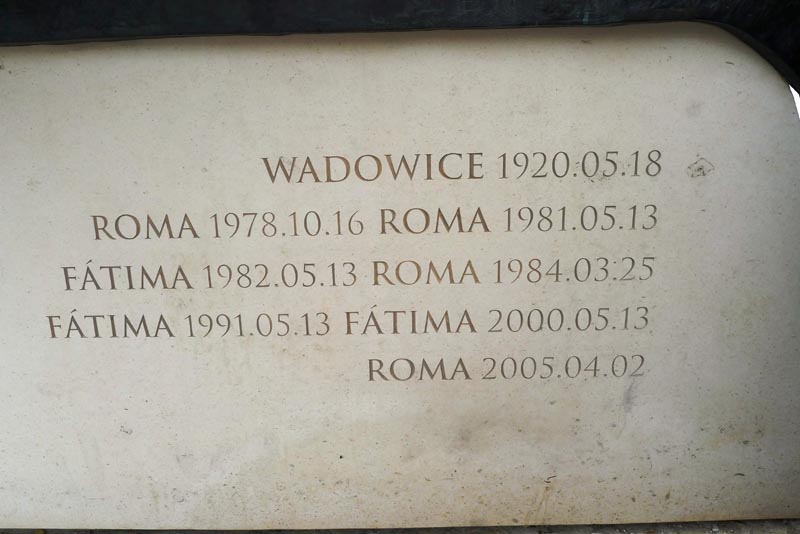 WADOWICE 1920.05.18
ROMA 1978.10.16 ROMA 1981.05.13
FÁTIMA 1982.05.13 ROMA 1984.03.25
FÁTIMA 1991.05.13 FÁTIMA 2000.05.13
ROMA 2005.04.02